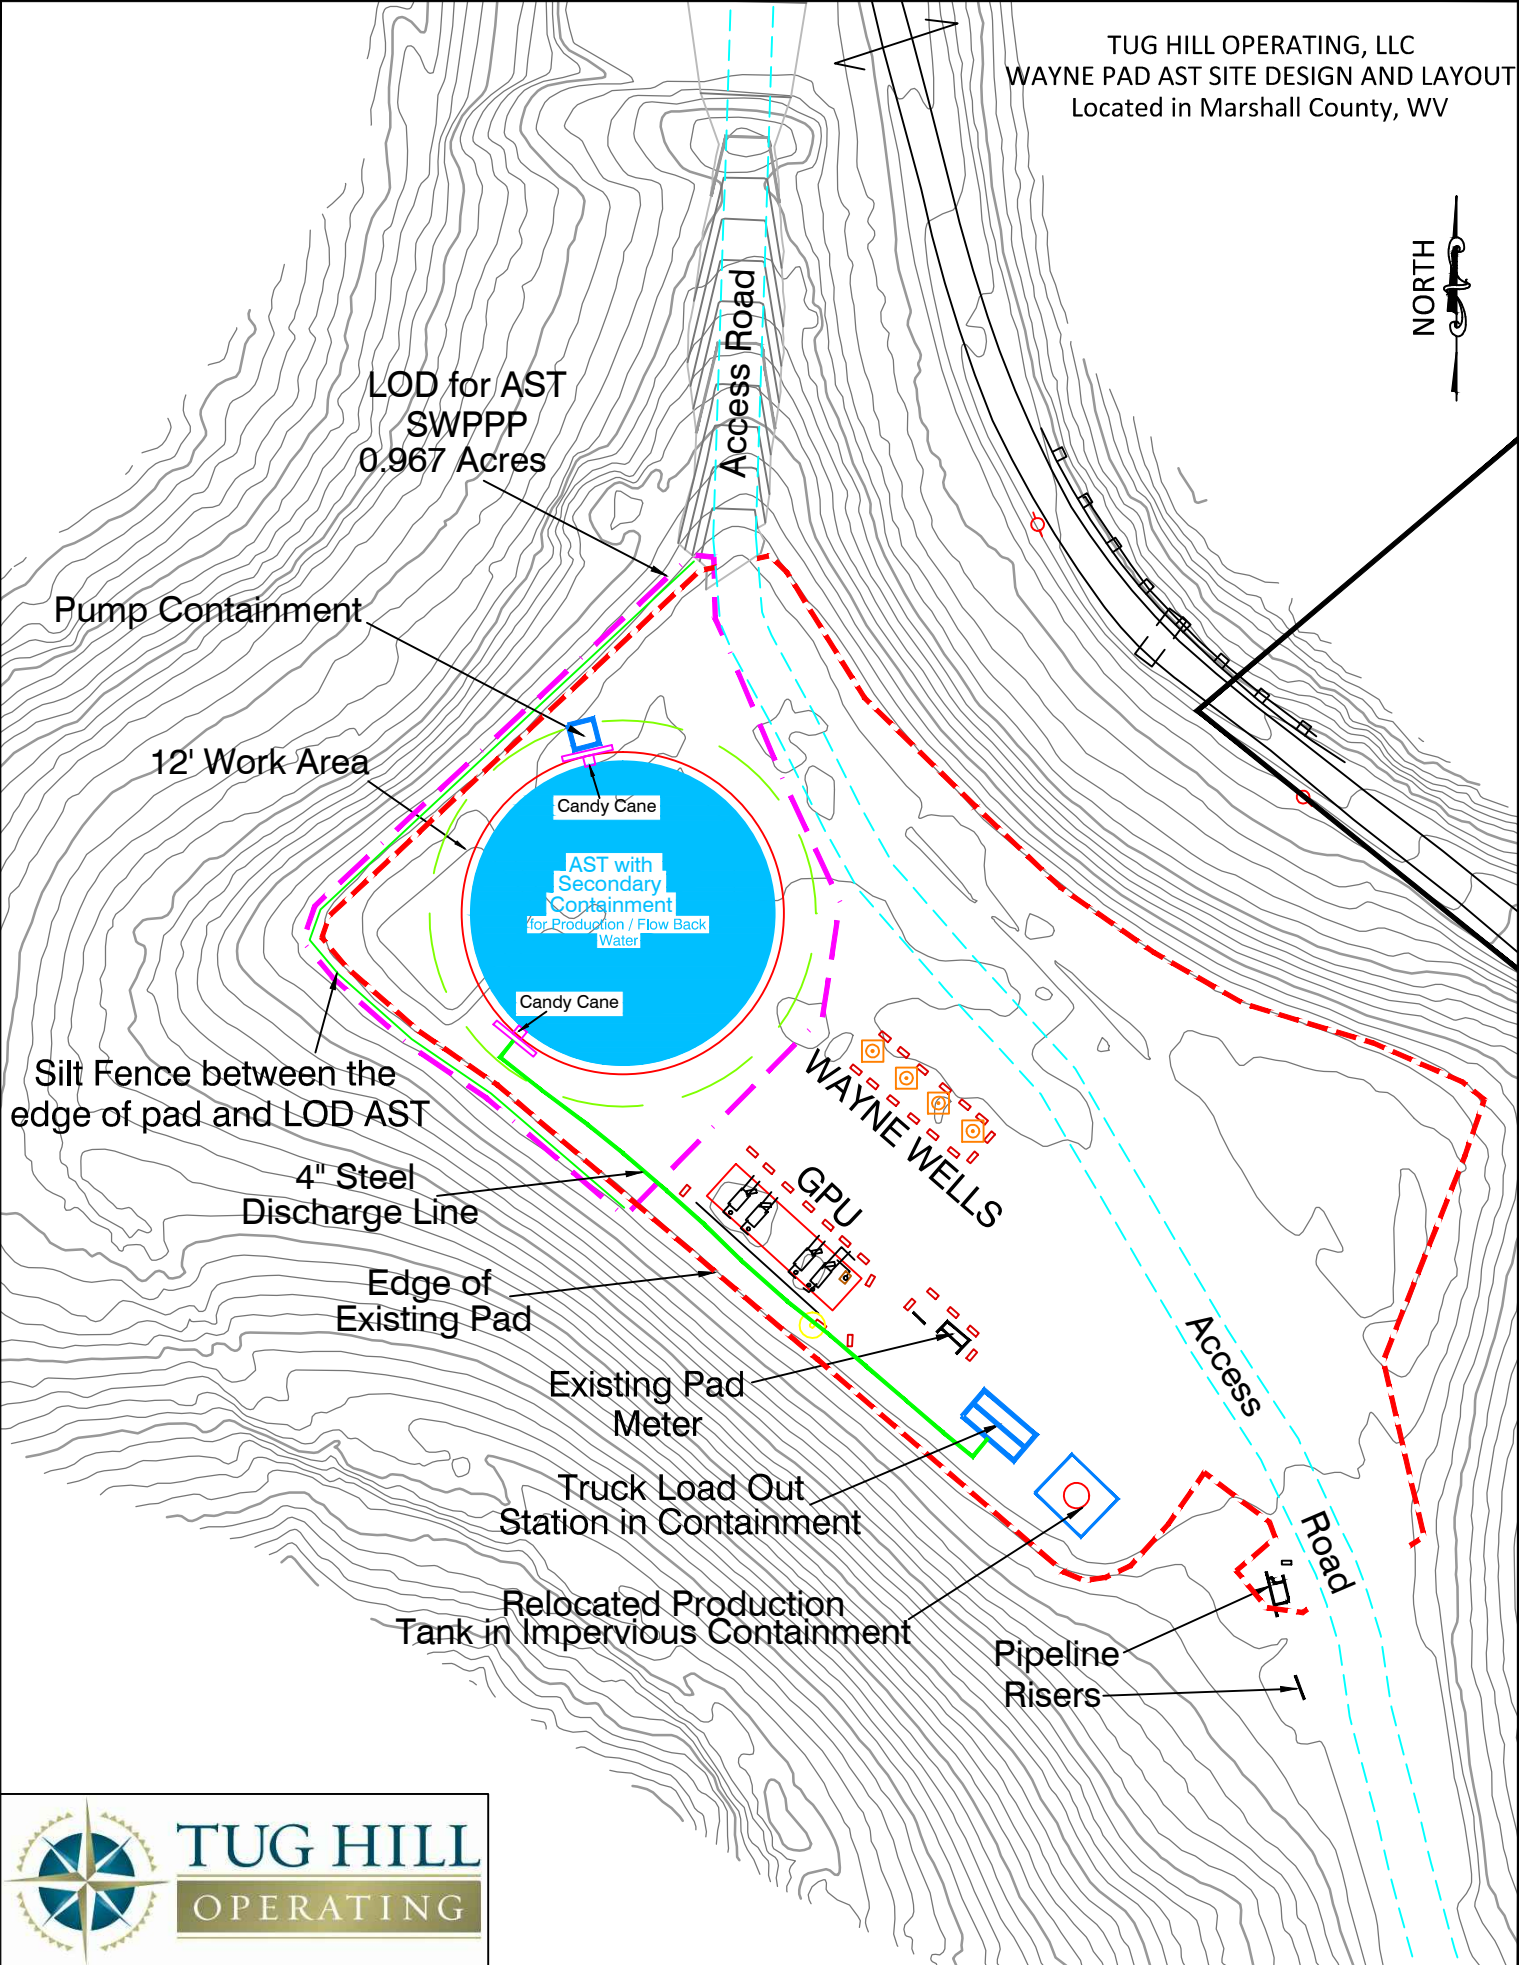 TUG HILL OPERATING, LLC
WAYNE PAD AST SITE DESIGN AND LAYOUT
Located in Marshall County, WV
NORTH
Access Road
LOD for AST
SWPPP
0.967 Acres
Pump Containment
12' Work Area
Candy Cane
AST with
Secondary
Containment
for Production / Flow Back
Water
Candy Cane
Silt Fence between the
edge of pad and LOD AST
WAYNE WELLS
4" Steel
Discharge Line
GPU
Edge of
Existing Pad
Existing Pad
Meter
Access
Road
Truck Load Out
Station in Containment
Relocated Production
Tank in Impervious Containment
Pipeline
Risers
TUG HILL
OPERATING